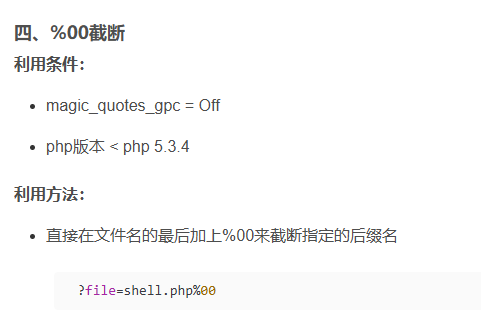 四、%00截断
利用条件：
magic_quotes_gpc = Off
php版本 < php 5.3.4
利用方法：
直接在文件名的最后加上%00来截断指定的后缀名
?file=shell.php%00